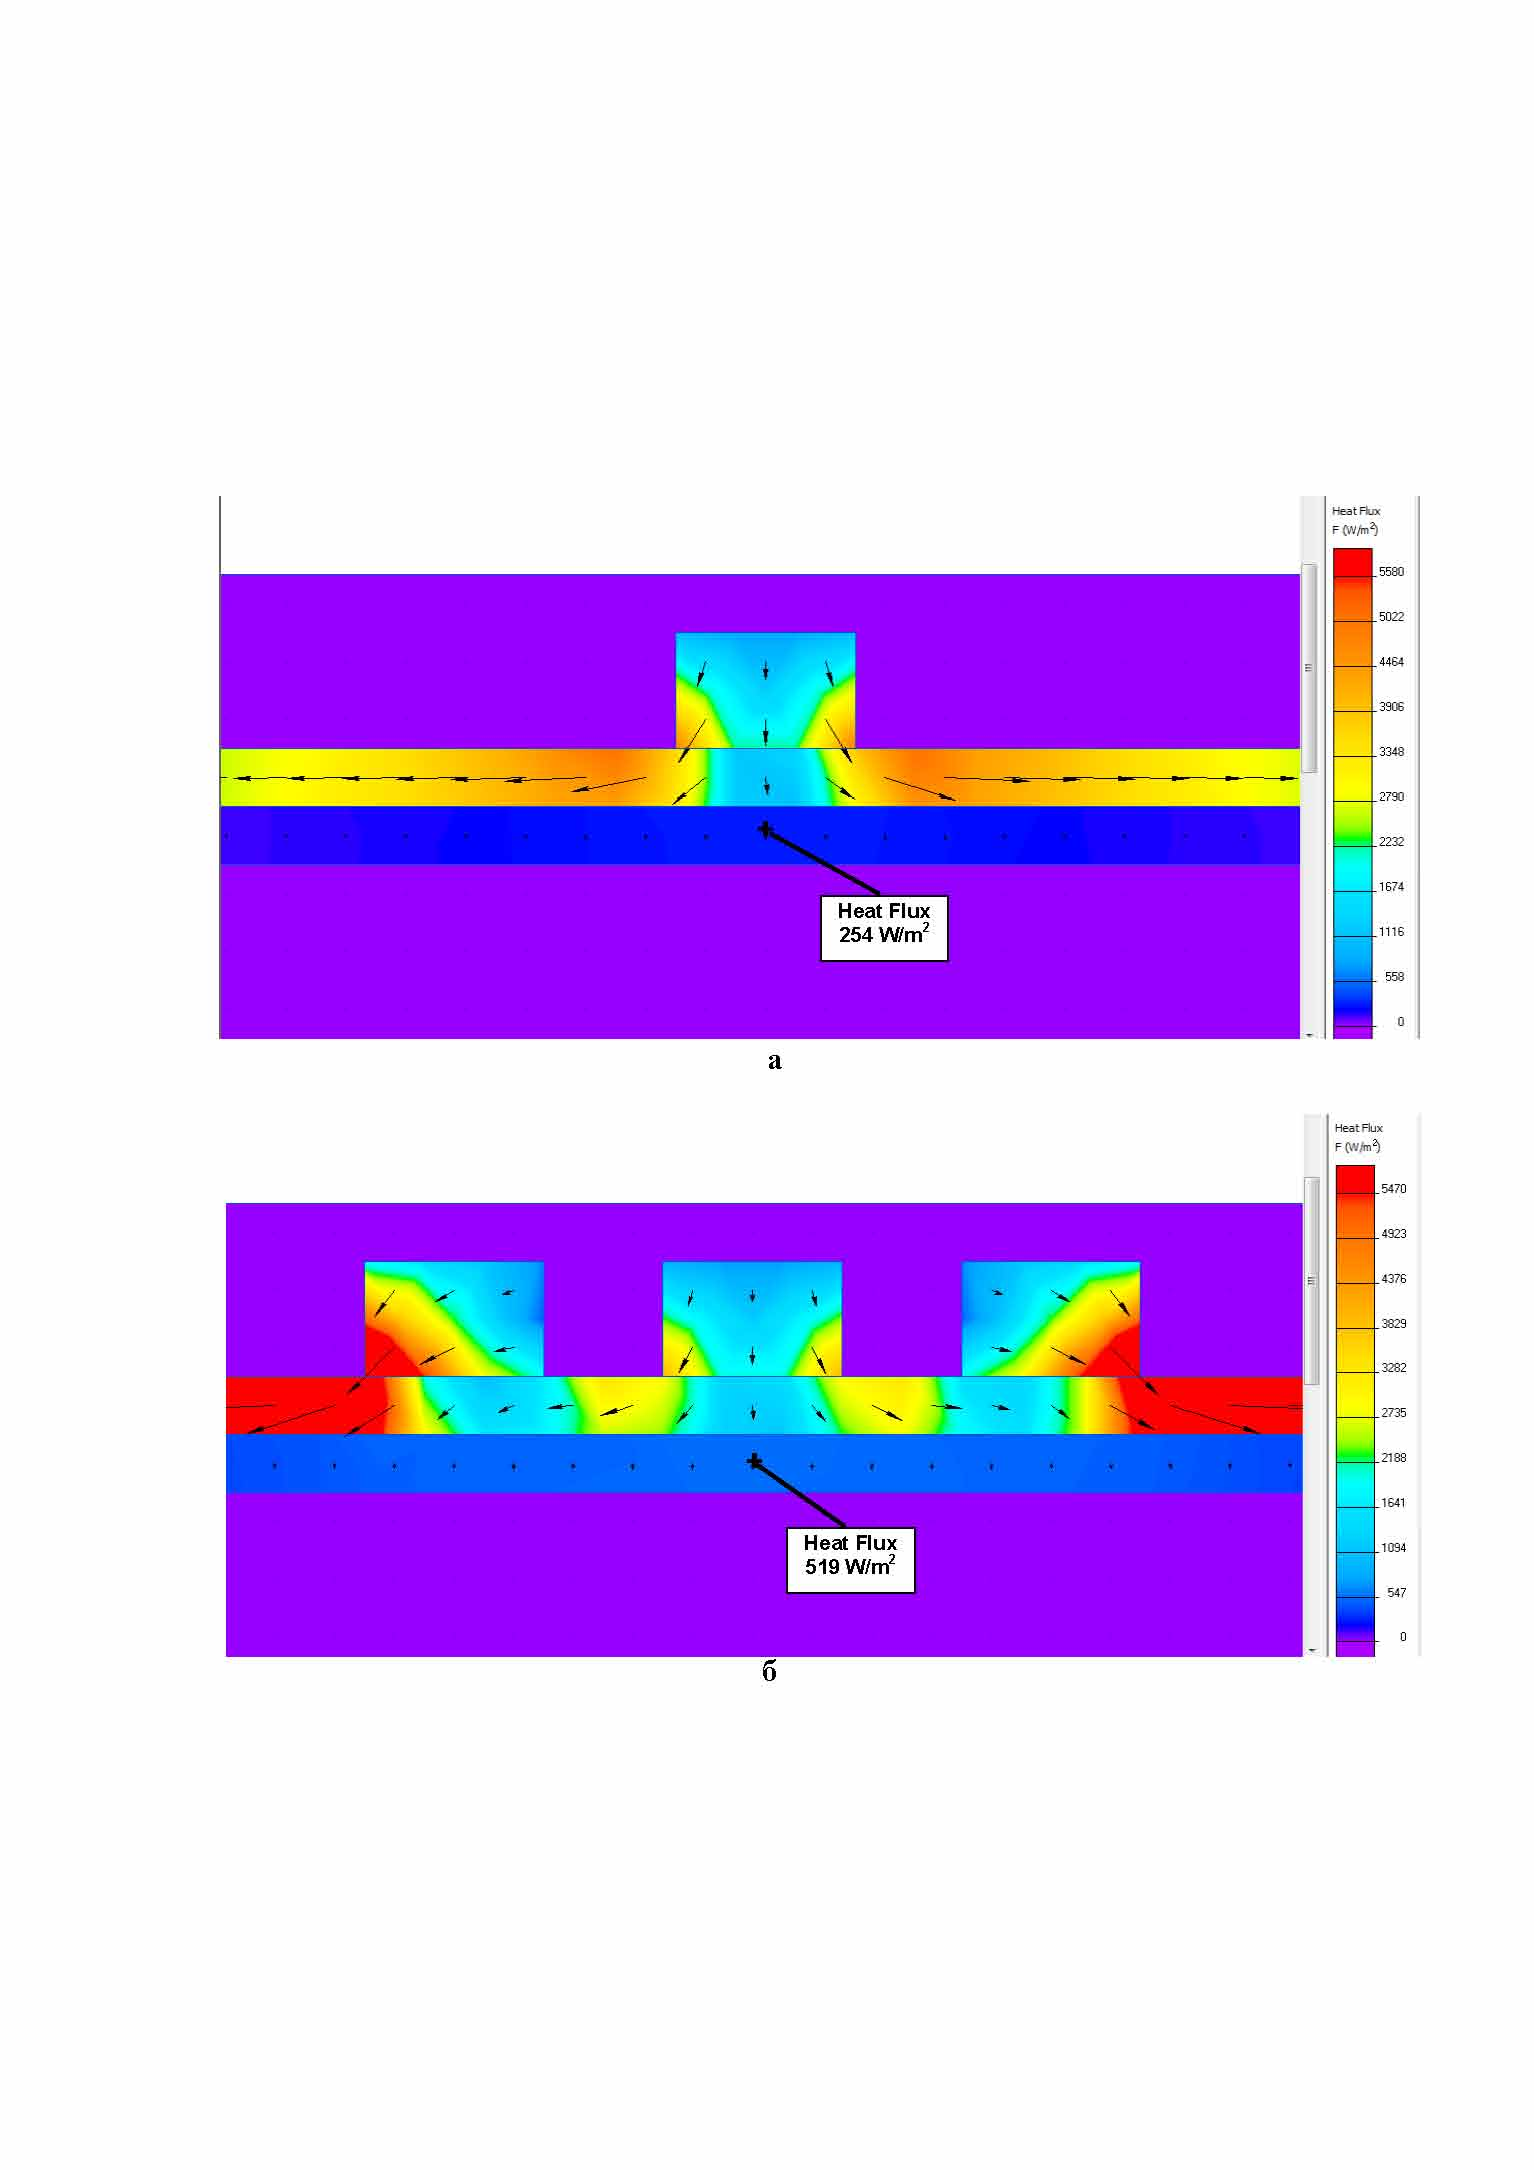 Heat Flux
F (W/m²)
5580
5022
4464
3906
3348
2790
2232
1674
1116
558
0
Heat Flux
254 W/m²
а
Heat Flux
F (W/m²)
5470
4923
4376
3829
3282
2735
2188
1641
1094
547
0
Heat Flux
519 W/m²
б